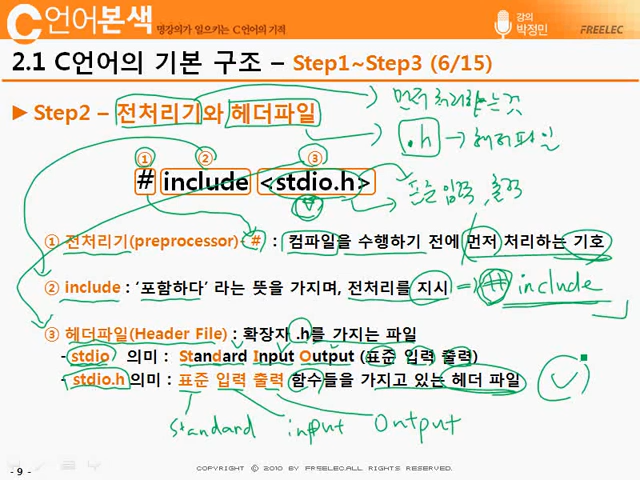 C언어본색 명강의가 일으키는 C언어의 기적 강의 박정민 FREELEC
2.1 C언어의 기본 구조 – Step1~Step3 (6/15)
▶ Step2 – 전처리기와 헤더파일
먼저 처리하는 것
.h → 헤더파일
① ② ③
# include <stdio.h>
표준 입력, 출력
① 전처리기(preprocessor)- # : 컴파일을 수행하기 전에 먼저 처리하는 기호
② include : ‘포함하다’ 라는 뜻을 가지며, 전처리를 지시 => # include
③ 헤더파일(Header File) : 확장자 .h를 가지는 파일
- stdio 의미 : Standard Input Output (표준 입력 출력)
- stdio.h 의미 : 표준 입력 출력 함수들을 가지고 있는 헤더 파일
Standard input Output
- 9 -
COPYRIGHT © 2010 BY FREELEC.ALL RIGHTS RESERVED.